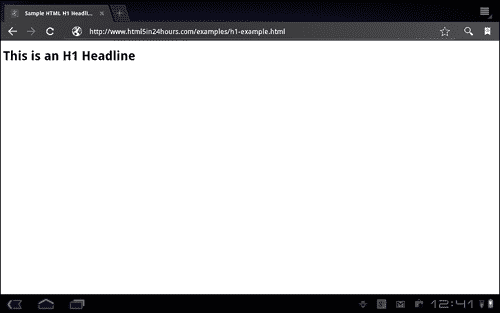 Sample HTML H1 Headli...
http://www.html5in24hours.com/examples/h1-example.html
This is an H1 Headline
12:41